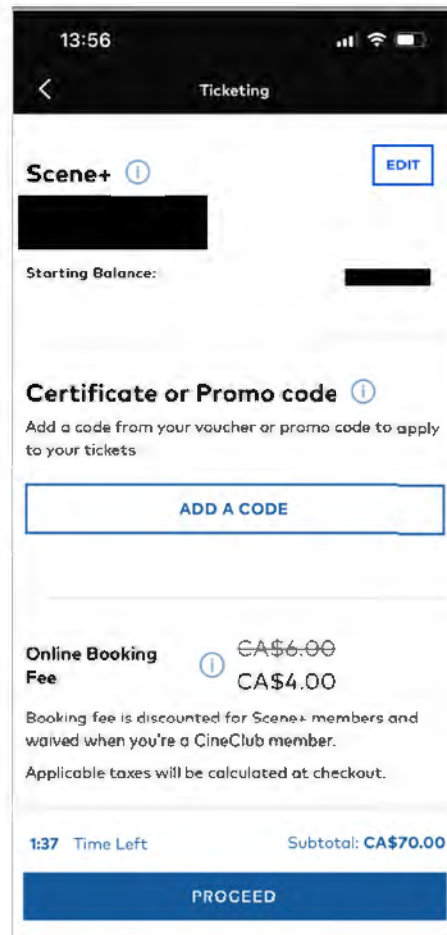 13:56
Ticketing
Scene+
EDIT
Starting Balance:
Certificate or Promo code
Add a code from your voucher or promo code to apply
to your tickets
ADD A CODE
Online Booking
Fee
CA$6.00
CA$4.00
Booking fee is discounted for Scene+ members and
waived when you're a CineClub member.
Applicable taxes will be calculated at checkout.
1:37 Time Left
Subtotal: CA$70.00
PROCEED